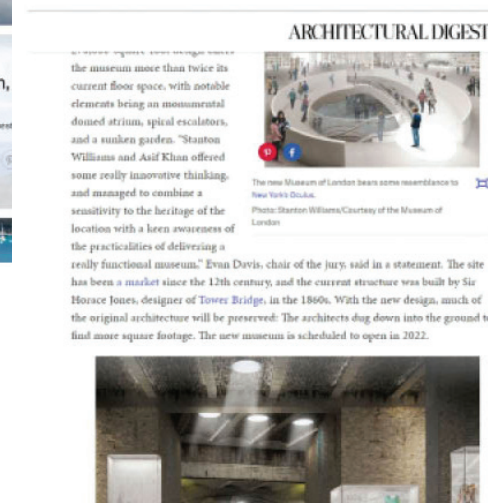 ARCHITECTURAL DIGEST
the museum more than twice its
current floor space, with notable
elements being an monumental
domed atrium, spiral escalators,
and a sunken garden. "Stanton
Williams and Asif Khan offered
some really innovative thinking,
and managed to combine a
sensitivity to the heritage of the
location with a keen awareness of
the practicalities of delivering a
really functional museum," Evan Davis, chair of the jury, said in a statement. The site
has been a market since the 12th century, and the current structure was built by Sir
Horace Jones, designer of Tower Bridge, in the 1860s. With the new design, much of
the original architecture will be preserved: The architects dug down into the ground to
find more square footage. The new museum is scheduled to open in 2022.
The new Museum of London bears some resemblance to
New York's Oculus.
Photo: Stanton Williams/Courtesy of the Museum of
London